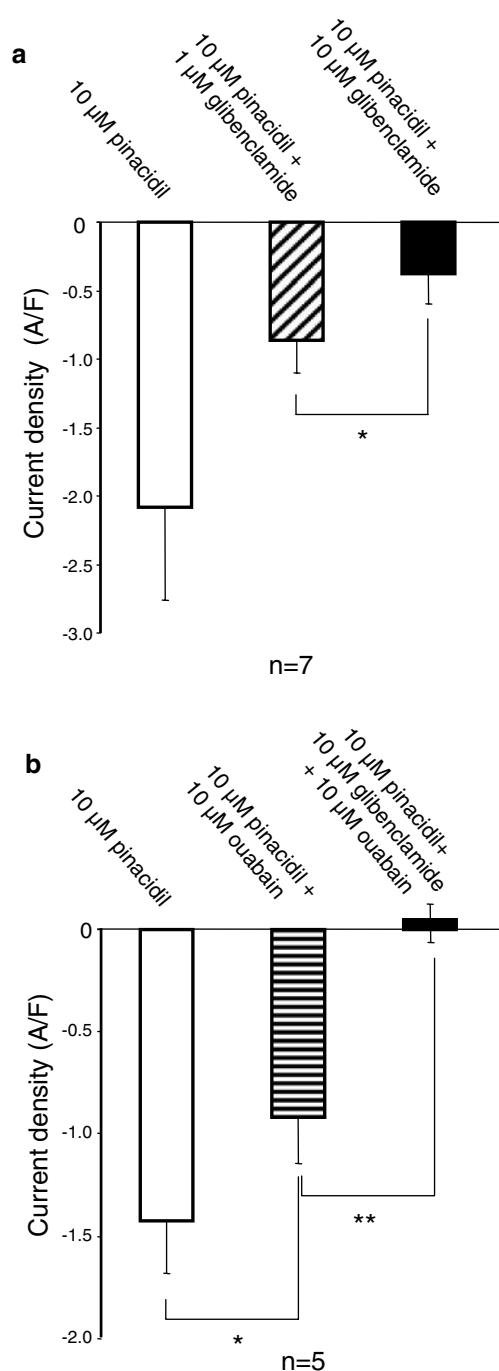 a
10 µM pinacidil
10 µM pinacidil +
1 µM glibenclamide
10 µM pinacidil +
10 µM glibenclamide
Current density (A/F)
0
-0.5
-1.0
-1.5
-2.0
-2.5
-3.0
*
n=7
b
10 µM pinacidil
10 µM pinacidil +
10 µM ouabain
10 µM pinacidil+
10 µM glibenclamide
+ 10 µM ouabain
Current density (A/F)
0
-0.5
-1.0
-1.5
-2.0
**
*
n=5